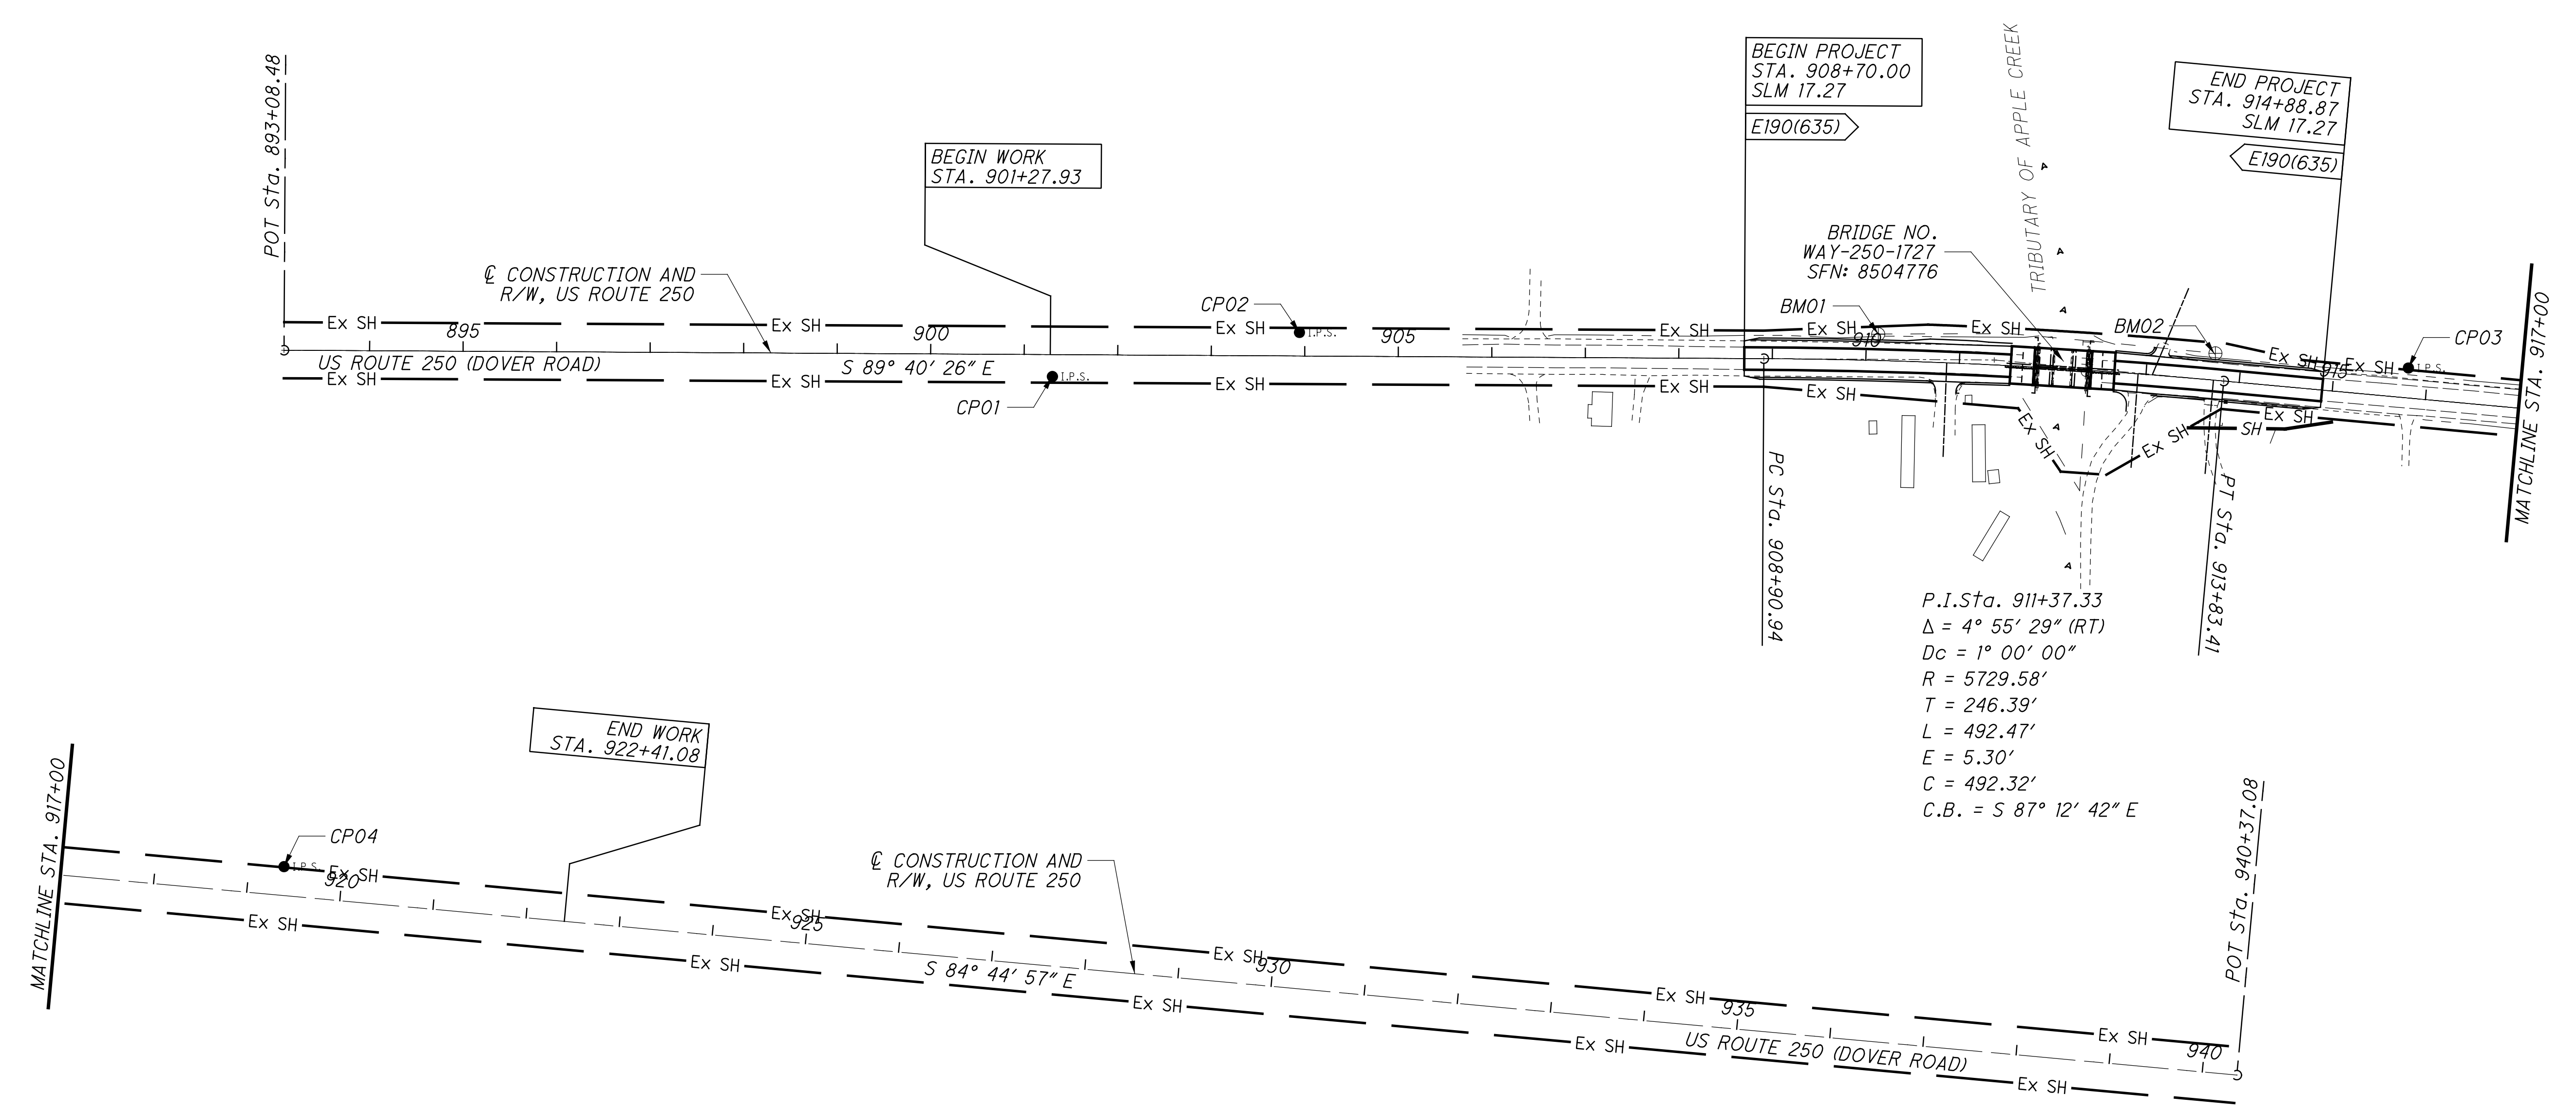 POT Sta. 893+08.48
BEGIN WORK
STA. 901+27.93
BEGIN PROJECT
STA. 908+70.00
SLM 17.27
E190(635)
TRIBUTARY OF APPLE CREEK
END PROJECT
STA. 914+88.87
SLM 17.27
E190(635)
℄ CONSTRUCTION AND
R/W, US ROUTE 250
CP02
I.P.S.
BRIDGE NO.
WAY-250-1727
SFN: 8504776
BM01
BM02
CP03
I.P.S.
MATCHLINE STA. 917+00
Ex SH
Ex SH
Ex SH
Ex SH
Ex SH
Ex SH
Ex SH
Ex SH
895
900
905
910
915
US ROUTE 250 (DOVER ROAD)
S 89° 40' 26" E
CP01
I.P.S.
Ex SH
Ex SH
Ex SH
Ex SH
Ex SH
Ex SH
Ex SH
SH
Ex SH
PC Sta. 908+90.94
PT Sta. 913+83.41
P.I.Sta. 911+37.33
Δ = 4° 55' 29" (RT)
Dc = 1° 00' 00"
R = 5729.58'
T = 246.39'
L = 492.47'
E = 5.30'
C = 492.32'
C.B. = S 87° 12' 42" E
MATCHLINE STA. 917+00
CP04
I.P.S.
END WORK
STA. 922+41.08
℄ CONSTRUCTION AND
R/W, US ROUTE 250
POT Sta. 940+37.08
Ex SH
Ex SH
Ex SH
Ex SH
Ex SH
920
925
930
935
940
S 84° 44' 57" E
US ROUTE 250 (DOVER ROAD)
Ex SH
Ex SH
Ex SH
Ex SH
Ex SH